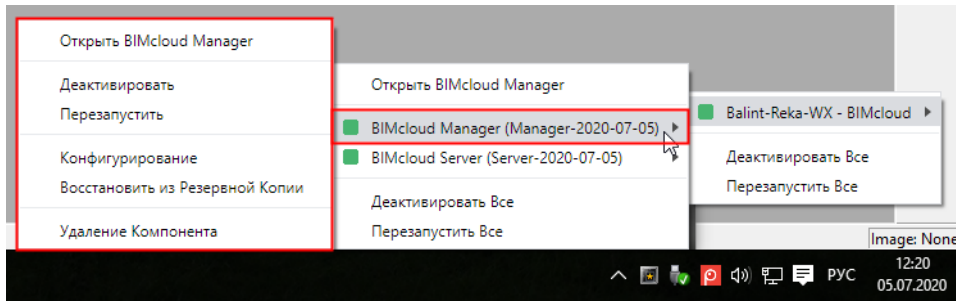 Открыть BIMcloud Manager
Деактивировать
Перезапустить
Конфигурирование
Восстановить из Резервной Копии
Удаление Компонента
Открыть BIMcloud Manager
BIMcloud Manager (Manager-2020-07-05)
BIMcloud Server (Server-2020-07-05)
Деактивировать Все
Перезапустить Все
Balint-Reka-WX - BIMcloud
Деактивировать Все
Перезапустить Все
Image: None
РУС
12:20
05.07.2020